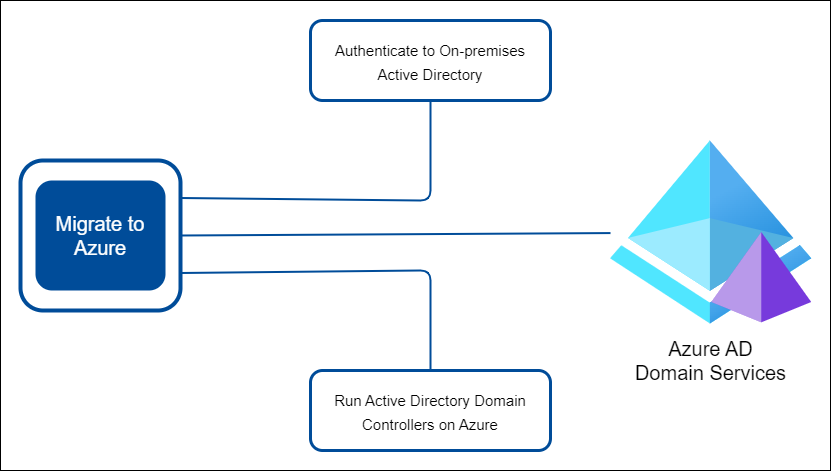 Authenticate to On-premises
Active Directory
Migrate to
Azure
Azure AD
Domain Services
Run Active Directory Domain
Controllers on Azure